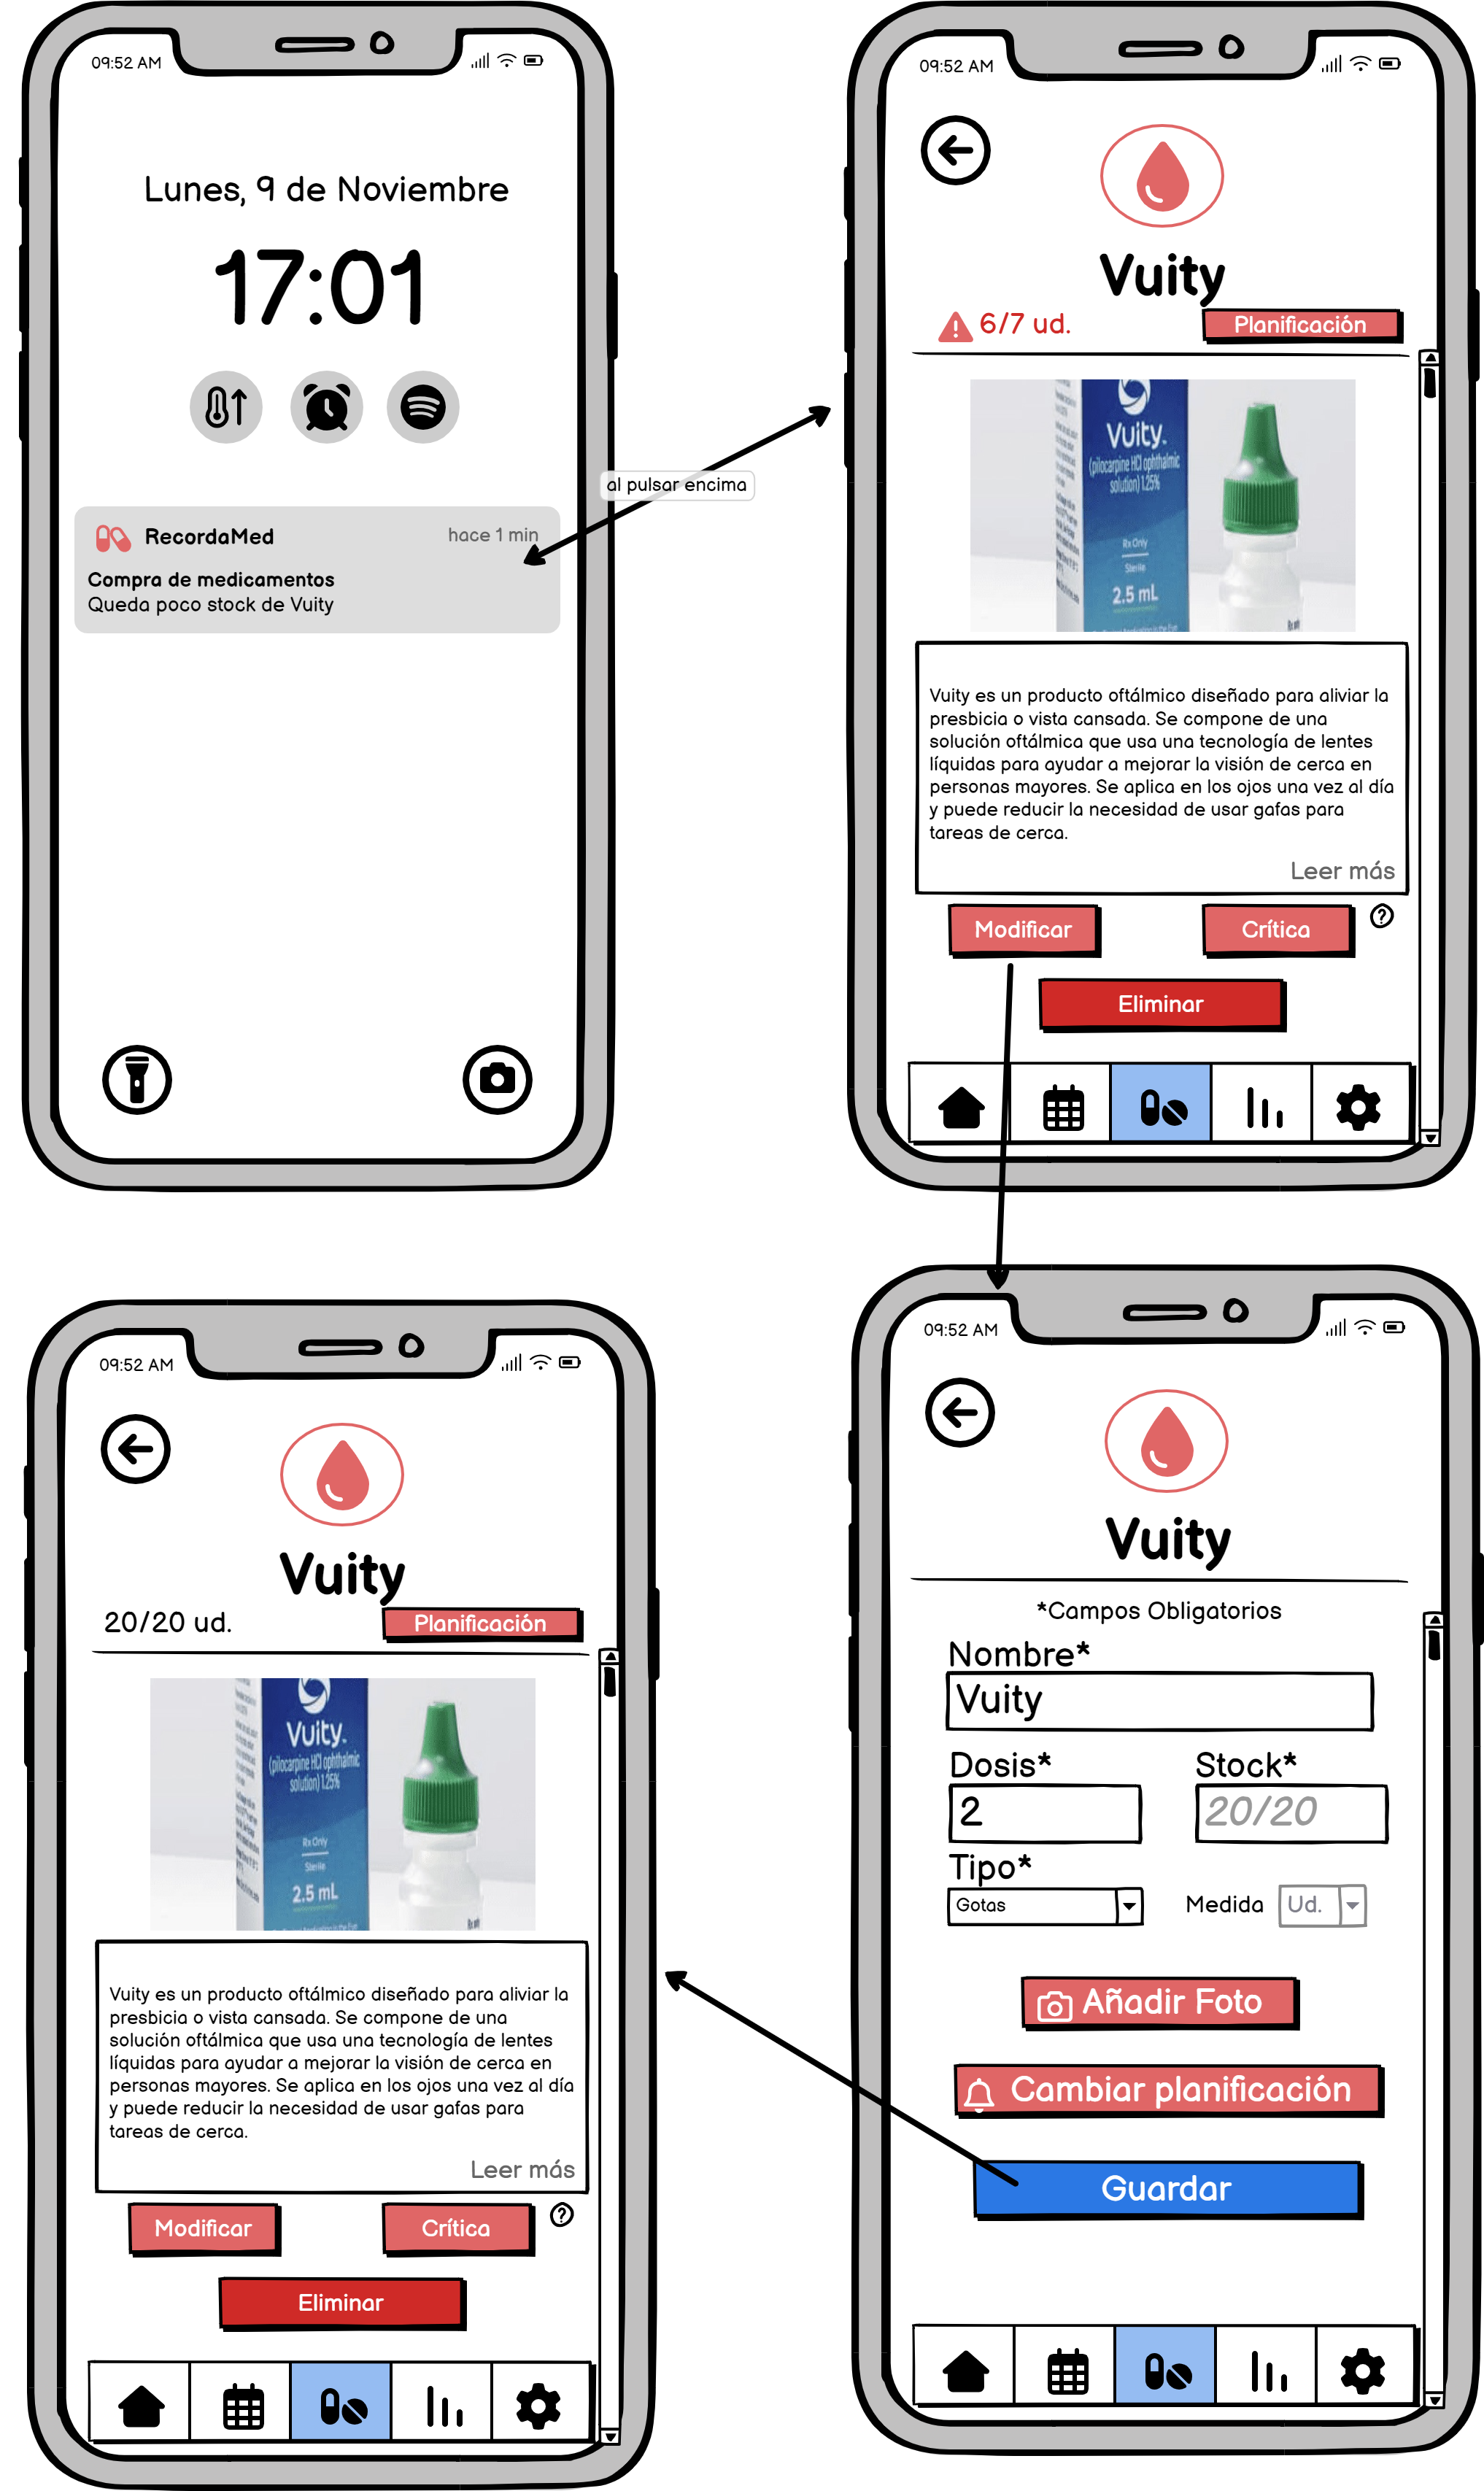 09:52 AM
Lunes, 9 de Noviembre
17:01
RecordaMed
hace 1 min
Compra de medicamentos
Queda poco stock de Vuity
al pulsar encima
09:52 AM
Vuity
6/7 ud.
Planificación
Vuity
(pilocarpine HCl ophthalmic
solution) 1.25%
Rx Only
Sterile
2.5 mL
Vuity es un producto oftálmico diseñado para aliviar la
presbicia o vista cansada. Se compone de una
solución oftálmica que usa una tecnología de lentes
líquidas para ayudar a mejorar la visión de cerca en
personas mayores. Se aplica en los ojos una vez al día
y puede reducir la necesidad de usar gafas para
tareas de cerca.
Leer más
Modificar
Crítica
?
Eliminar
09:52 AM
Vuity
*Campos Obligatorios
Nombre*
Vuity
Dosis*
Stock*
2
20/20
Tipo*
Gotas
Medida
Ud.
Añadir Foto
Cambiar planificación
Guardar
09:52 AM
Vuity
20/20 ud.
Planificación
Vuity
(pilocarpine HCl ophthalmic
solution) 1.25%
Rx Only
Sterile
2.5 mL
Vuity es un producto oftálmico diseñado para aliviar la
presbicia o vista cansada. Se compone de una
solución oftálmica que usa una tecnología de lentes
líquidas para ayudar a mejorar la visión de cerca en
personas mayores. Se aplica en los ojos una vez al día
y puede reducir la necesidad de usar gafas para
tareas de cerca.
Leer más
Modificar
Crítica
?
Eliminar